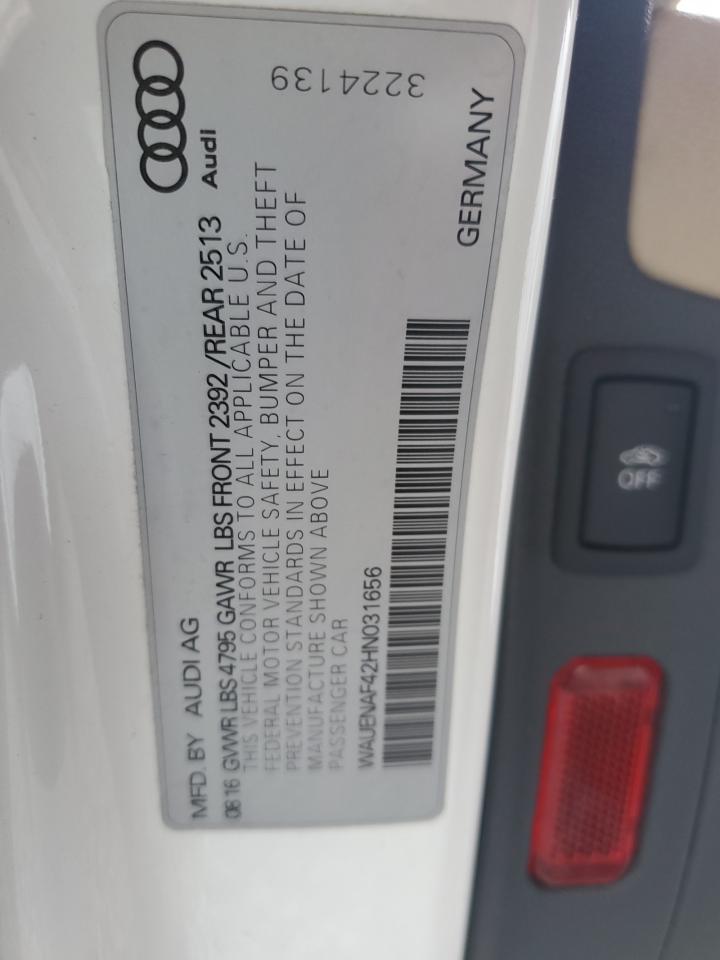 MFD. BY AUDI AG
08 16 GVWR LBS 4795 GAWR LBS FRONT 2392 /REAR 2513
Audi
THIS VEHICLE CONFORMS TO ALL APPLICABLE U.S.
FEDERAL MOTOR VEHICLE SAFETY, BUMPER AND THEFT
PREVENTION STANDARDS IN EFFECT ON THE DATE OF
MANUFACTURE SHOWN ABOVE
PASSENGER CAR
WAUENAF42HN031656
GERMANY
3224139
OFF